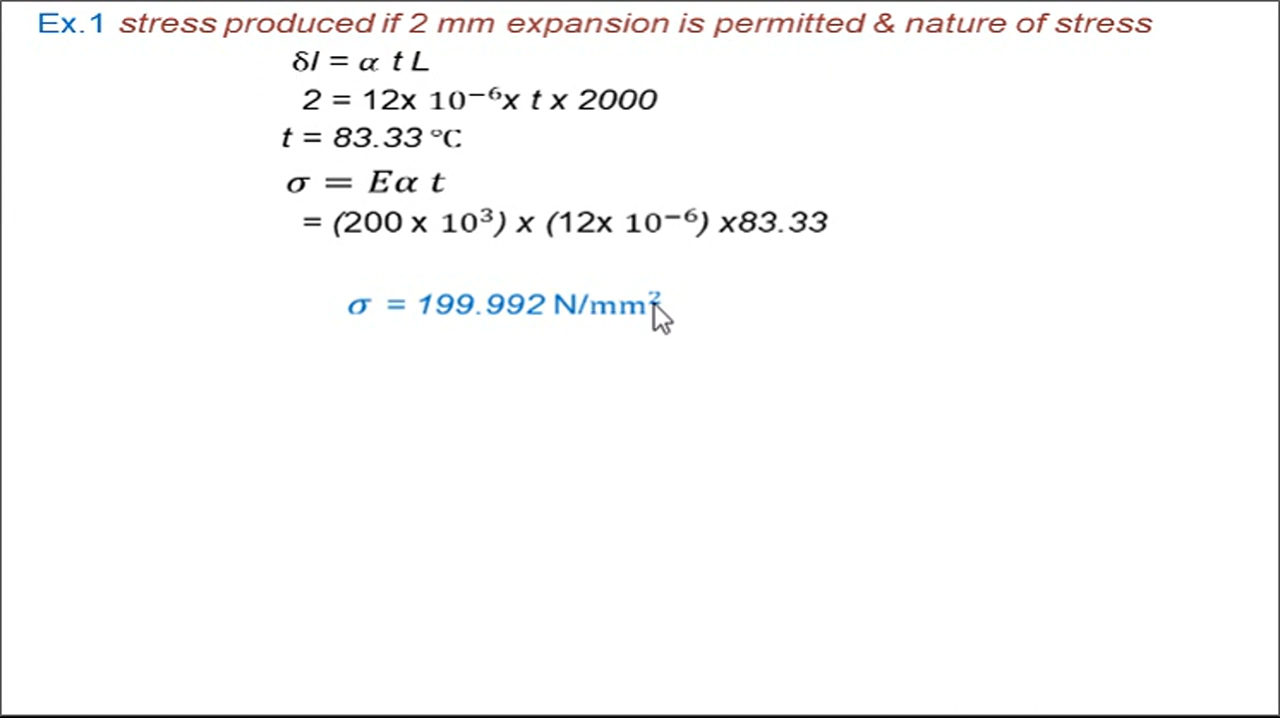 Ex.1 stress produced if 2 mm expansion is permitted & nature of stress
δl = α t L
2 = 12x 10⁻⁶x t x 2000
t = 83.33 °C
σ = Eα t
= (200 x 10³) x (12x 10⁻⁶) x83.33
σ = 199.992 N/mm²